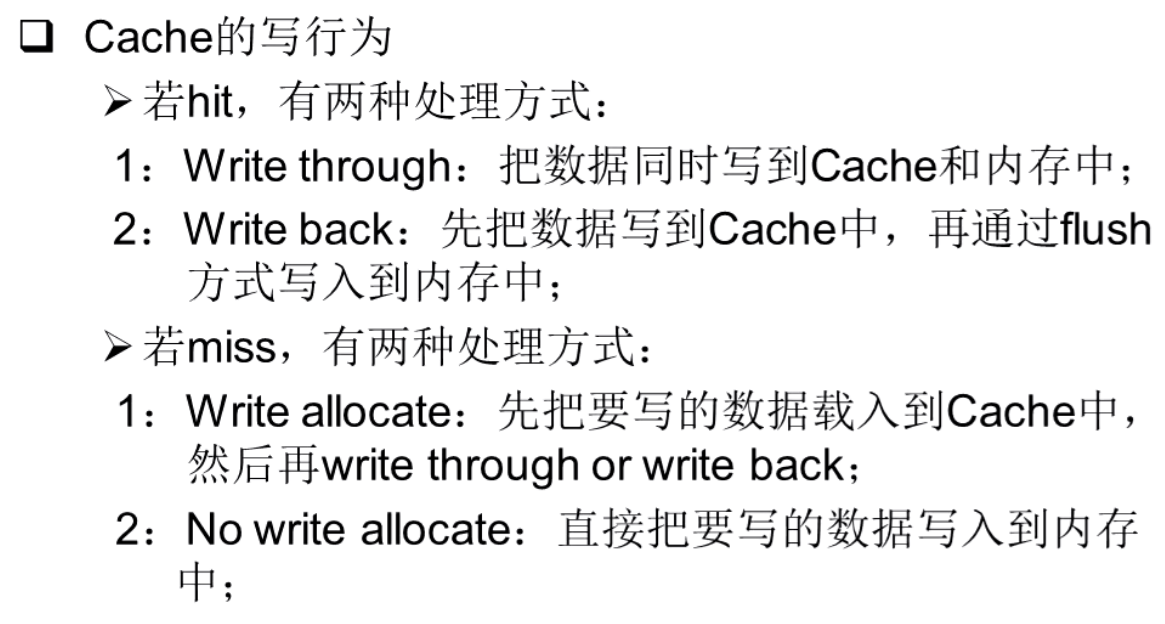 ❑ Cache的写行为
➢若hit，有两种处理方式：
1：Write through：把数据同时写到Cache和内存中；
2：Write back：先把数据写到Cache中，再通过flush
方式写入到内存中；
➢若miss，有两种处理方式：
1：Write allocate：先把要写的数据载入到Cache中，
然后再write through or write back；
2：No write allocate：直接把要写的数据写入到内存
中；